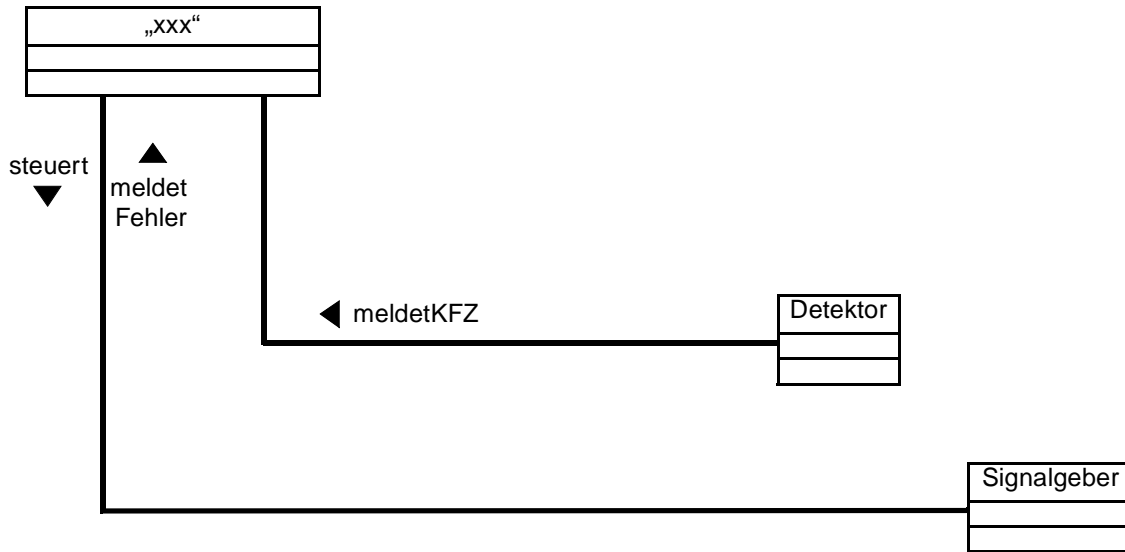 „xxx“
steuert
meldet
Fehler
meldetKFZ
Detektor
Signalgeber